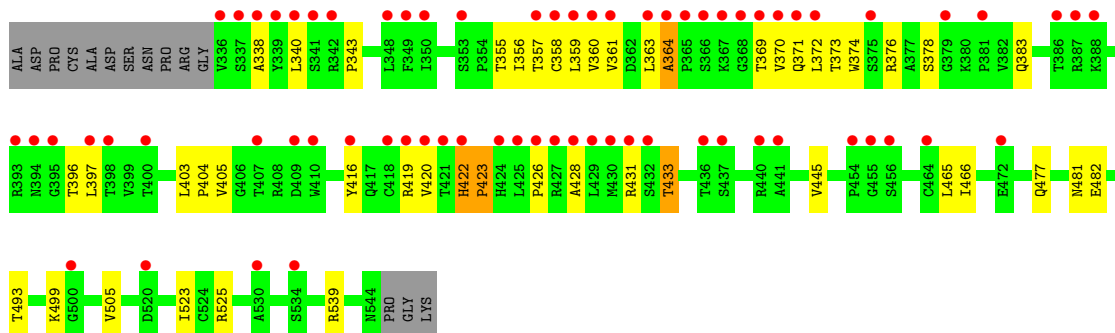 ALA ASP PRO CYS ALA ASP SER ASN PRO ARG GLY V336 S337 A338 Y339 L340 S341 R342 P343 L348 F349 I350 S353 P354 T355 I356 T357 C358 L359 V360 V361 D362 L363 A364 P365 S366 K367 G368 T369 V370 Q371 L372 T373 W374 S375 R376 A377 S378 G379 K380 P381 V382 Q383 T386 R387 K388
R393 N394 G395 T396 L397 T398 V399 T400 L403 P404 V405 G406 T407 R408 D409 W410 Y416 Q417 C418 R419 V420 T421 H422 P423 H424 L425 P426 R427 A428 L429 M430 R431 S432 T433 T436 S437 R440 A441 V445 P454 G455 S456 C464 L465 I466 E472 Q477 N481 E482
T493 K499 G500 V505 D520 I523 C524 R525 A530 S534 R539 N544 PRO GLY LYS